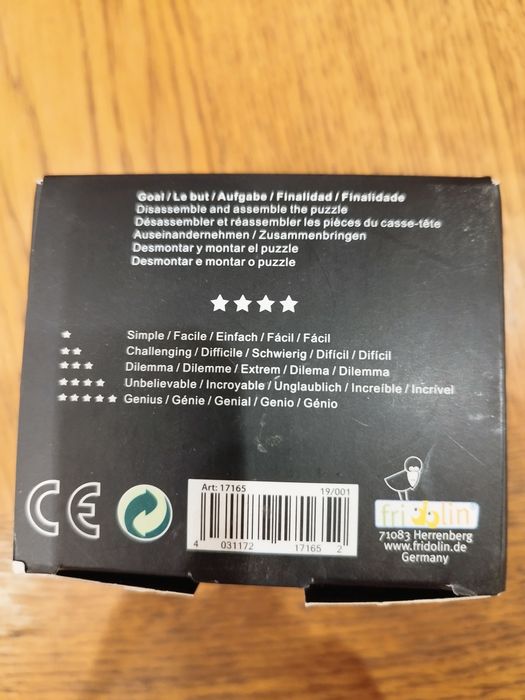 Goal / Le but / Aufgabe / Finalidad / Finalidade
Disassemble and assemble the puzzle
Désassembler et réassembler les pièces du casse-tête
Auseinandernehmen / Zusammenbringen
Desmontar y montar el puzzle
Desmontar e montar o puzzle
★★★★
★ Simple / Facile / Einfach / Fácil / Fácil
★★ Challenging / Difficile / Schwierig / Difícil / Difícil
★★★ Dilemma / Dilemme / Extrem / Dilema / Dilemma
★★★★ Unbelievable / Incroyable / Unglaublich / Increíble / Incrível
★★★★★ Genius / Génie / Genial / Genio / Génio
CE
Art: 17165 19/001
4 031172 17165 2
fridolin
71083 Herrenberg
www.fridolin.de
Germany